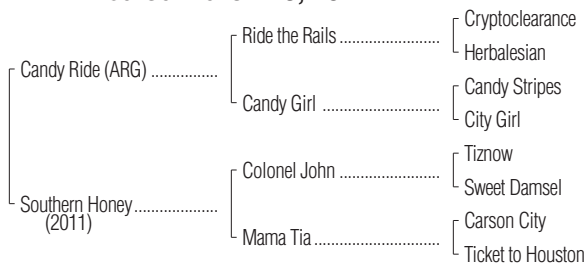 Cryptoclearance
Ride the Rails
Herbalesian
Candy Ride (ARG)
Candy Stripes
Candy Girl
City Girl
Tiznow
Colonel John
Sweet Damsel
Southern Honey
(2011)
Carson City
Mama Tia
Ticket to Houston